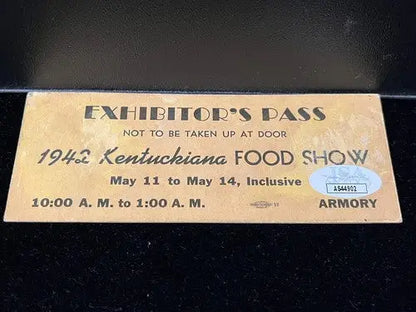 EXHIBITOR'S PASS
NOT TO BE TAKEN UP AT DOOR
1942 Kentuckiana FOOD SHOW
May 11 to May 14, Inclusive
AS44902
10:00 A. M. to 1:00 A. M.
ARMORY